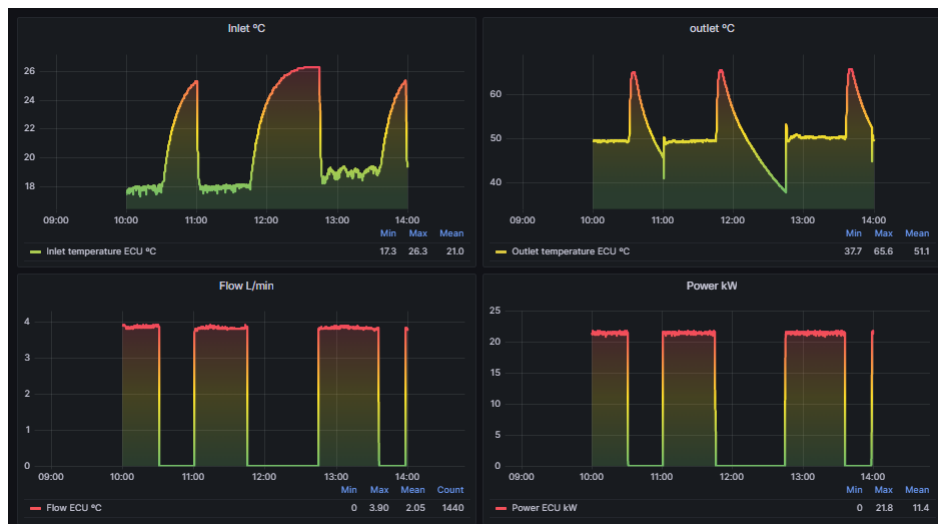 Inlet ºC
26
24
22
20
18
09:00 10:00 11:00 12:00 13:00 14:00
Min Max Mean
Inlet temperature ECU ºC 17.3 26.3 21.0
outlet ºC
60
50
40
09:00 10:00 11:00 12:00 13:00 14:00
Min Max Mean
Outlet temperature ECU ºC 37.7 65.6 51.1
Flow L/min
4
3
2
1
0
09:00 10:00 11:00 12:00 13:00 14:00
Min Max Mean Count
Flow ECU ºC 0 3.90 2.05 1440
Power kW
25
20
15
10
5
0
09:00 10:00 11:00 12:00 13:00 14:00
Min Max Mean
Power ECU kW 0 21.8 11.4